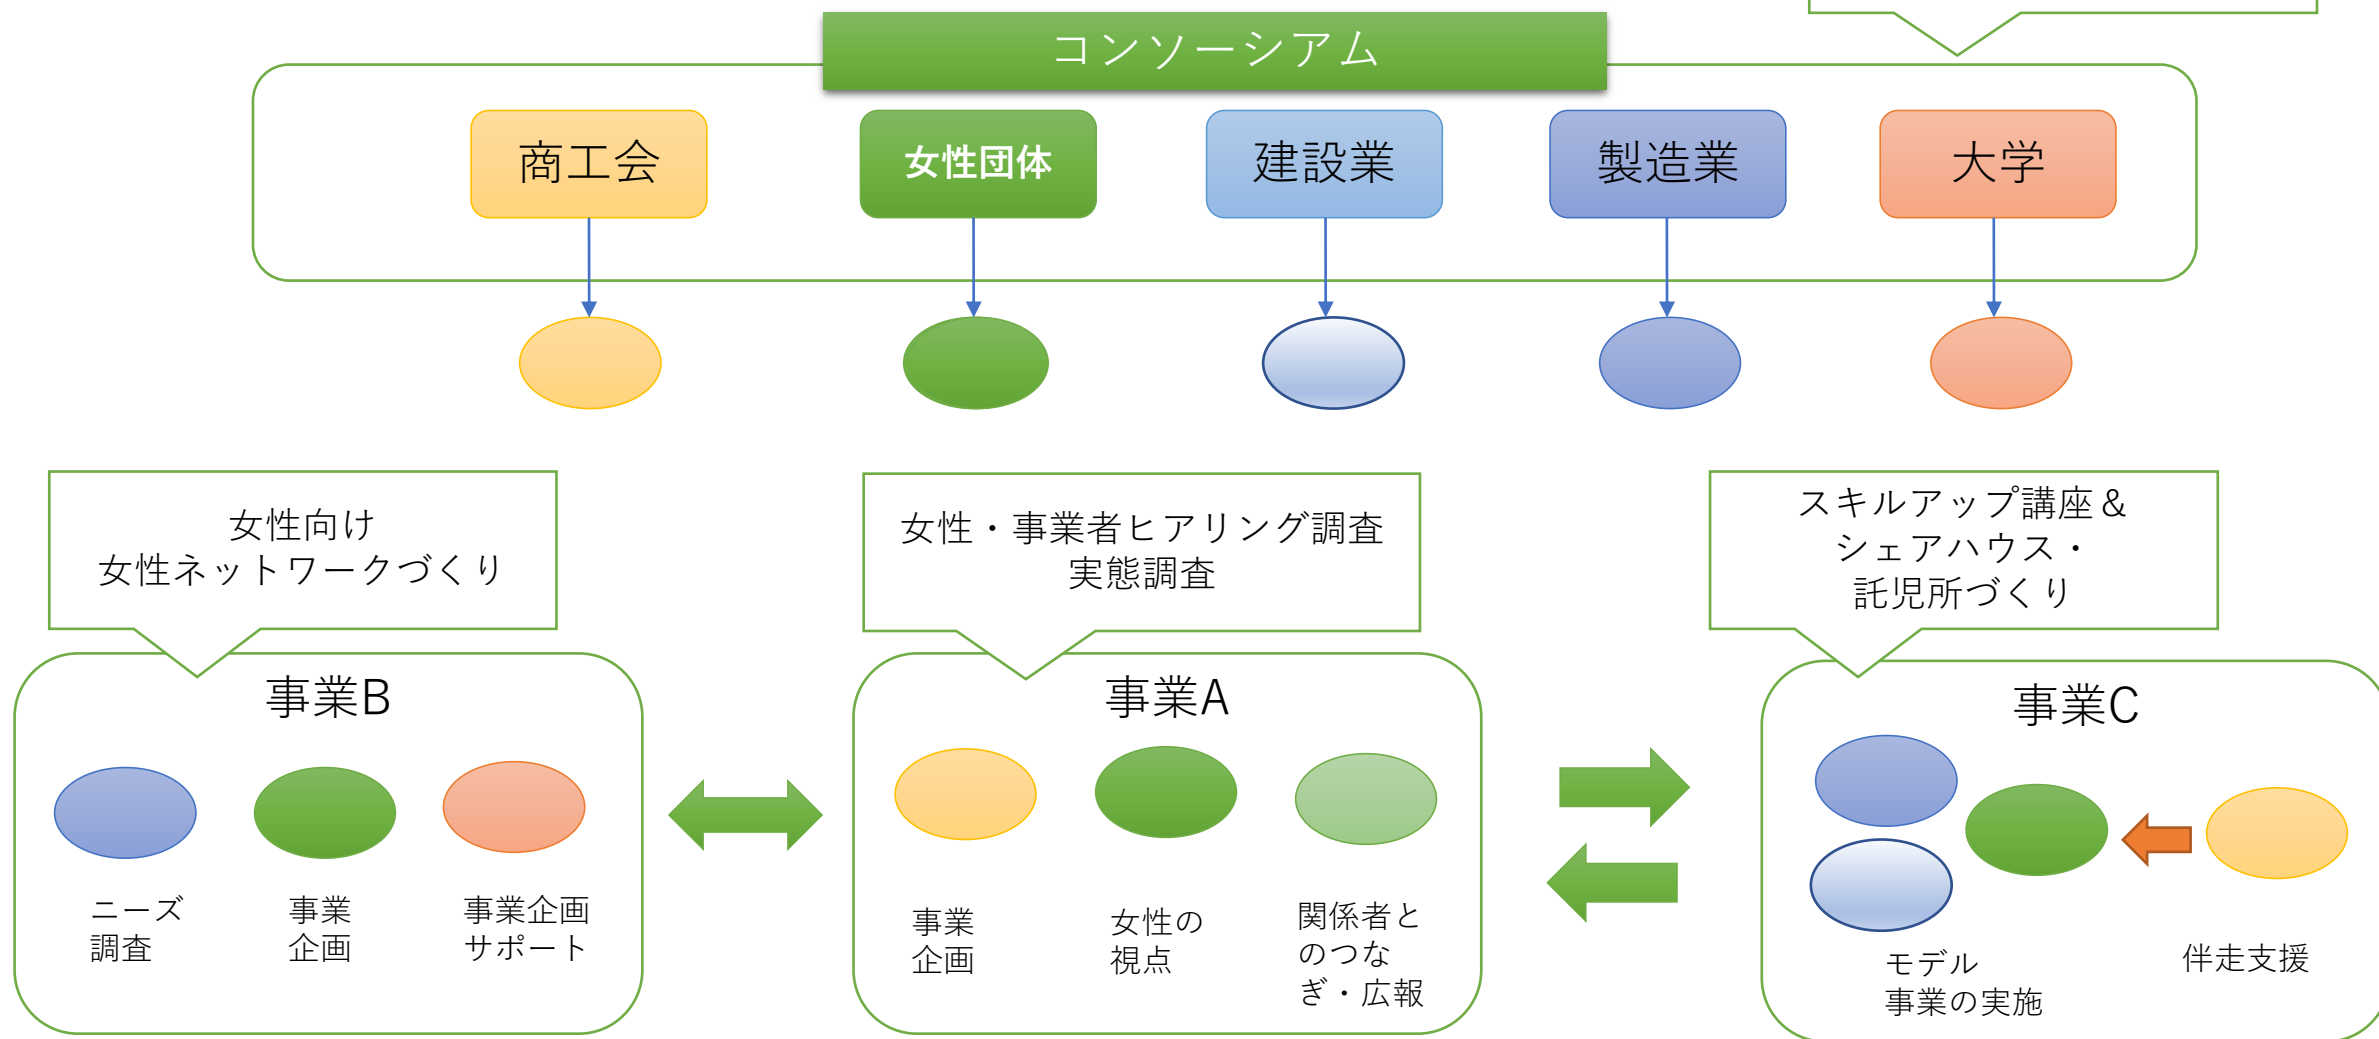 コンソーシアム
商工会
女性団体
建設業
製造業
大学
女性向け
女性ネットワークづくり
女性・事業者ヒアリング調査
実態調査
スキルアップ講座＆
シェアハウス・
託児所づくり
事業B
ニーズ
調査
事業
企画
事業企画
サポート
事業A
事業
企画
女性の
視点
関係者と
のつな
ぎ・広報
事業C
モデル
事業の実施
伴走支援